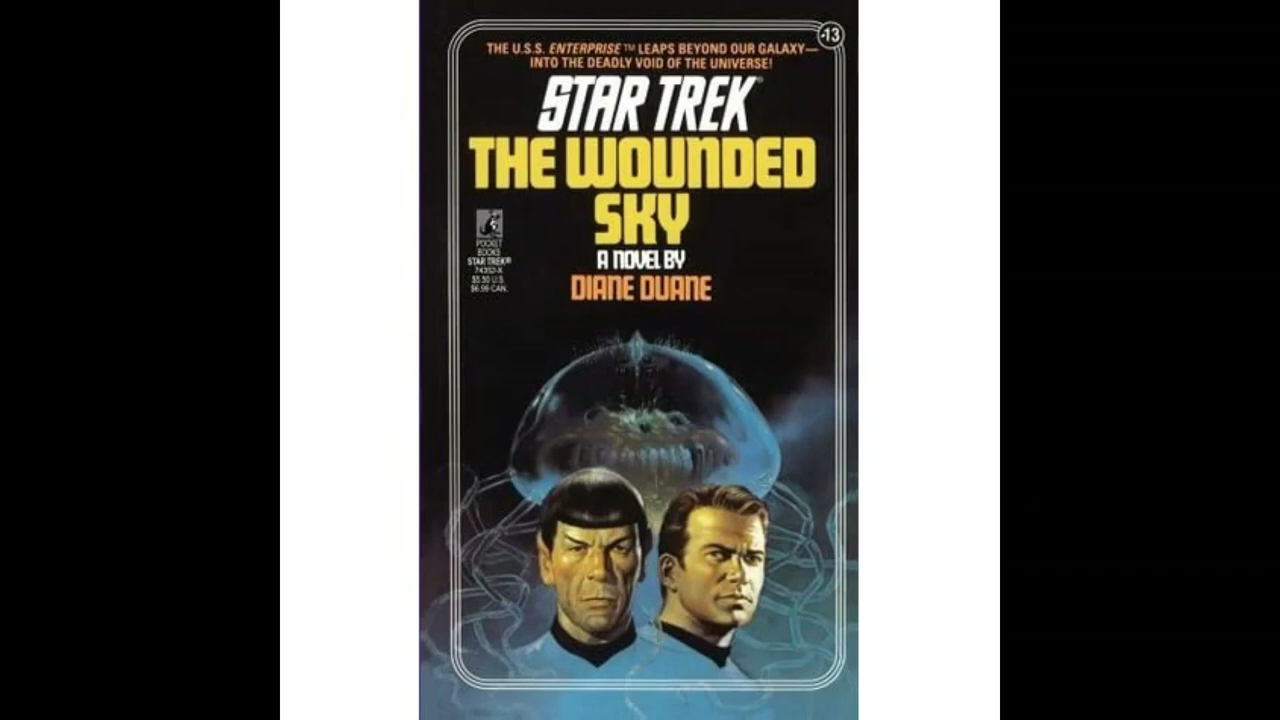 -13
THE U.S.S. ENTERPRISE™ LEAPS BEYOND OUR GALAXY—
INTO THE DEADLY VOID OF THE UNIVERSE!
STAR TREK®
THE WOUNDED
SKY
A NOVEL BY
DIANE DUANE
POCKET
BOOKS
STAR TREK®
74352-X
$5.50 U.S.
$6.99 CAN.